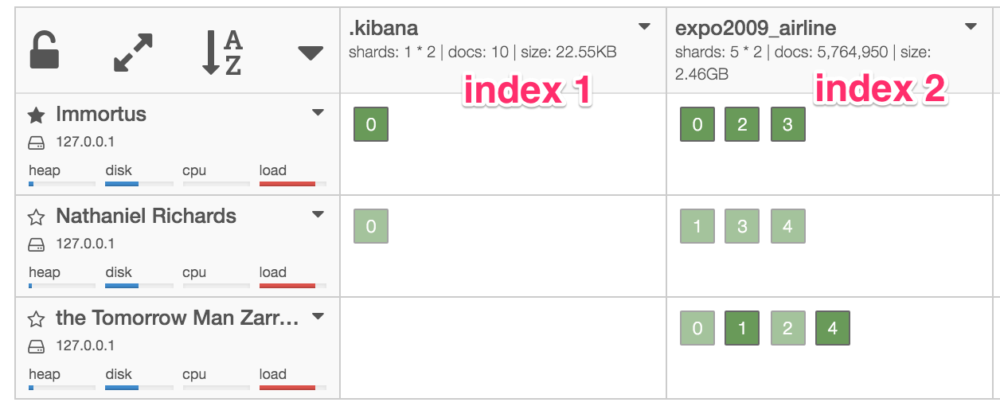 A
Z
.kibana
shards: 1 * 2 | docs: 10 | size: 22.55KB
index 1
expo2009_airline
shards: 5 * 2 | docs: 5,764,950 | size:
2.46GB
index 2
Immortus
127.0.0.1
heap disk cpu load
0
0 2 3
Nathaniel Richards
127.0.0.1
heap disk cpu load
0
1 3 4
the Tomorrow Man Zarr...
127.0.0.1
heap disk cpu load
0 1 2 4